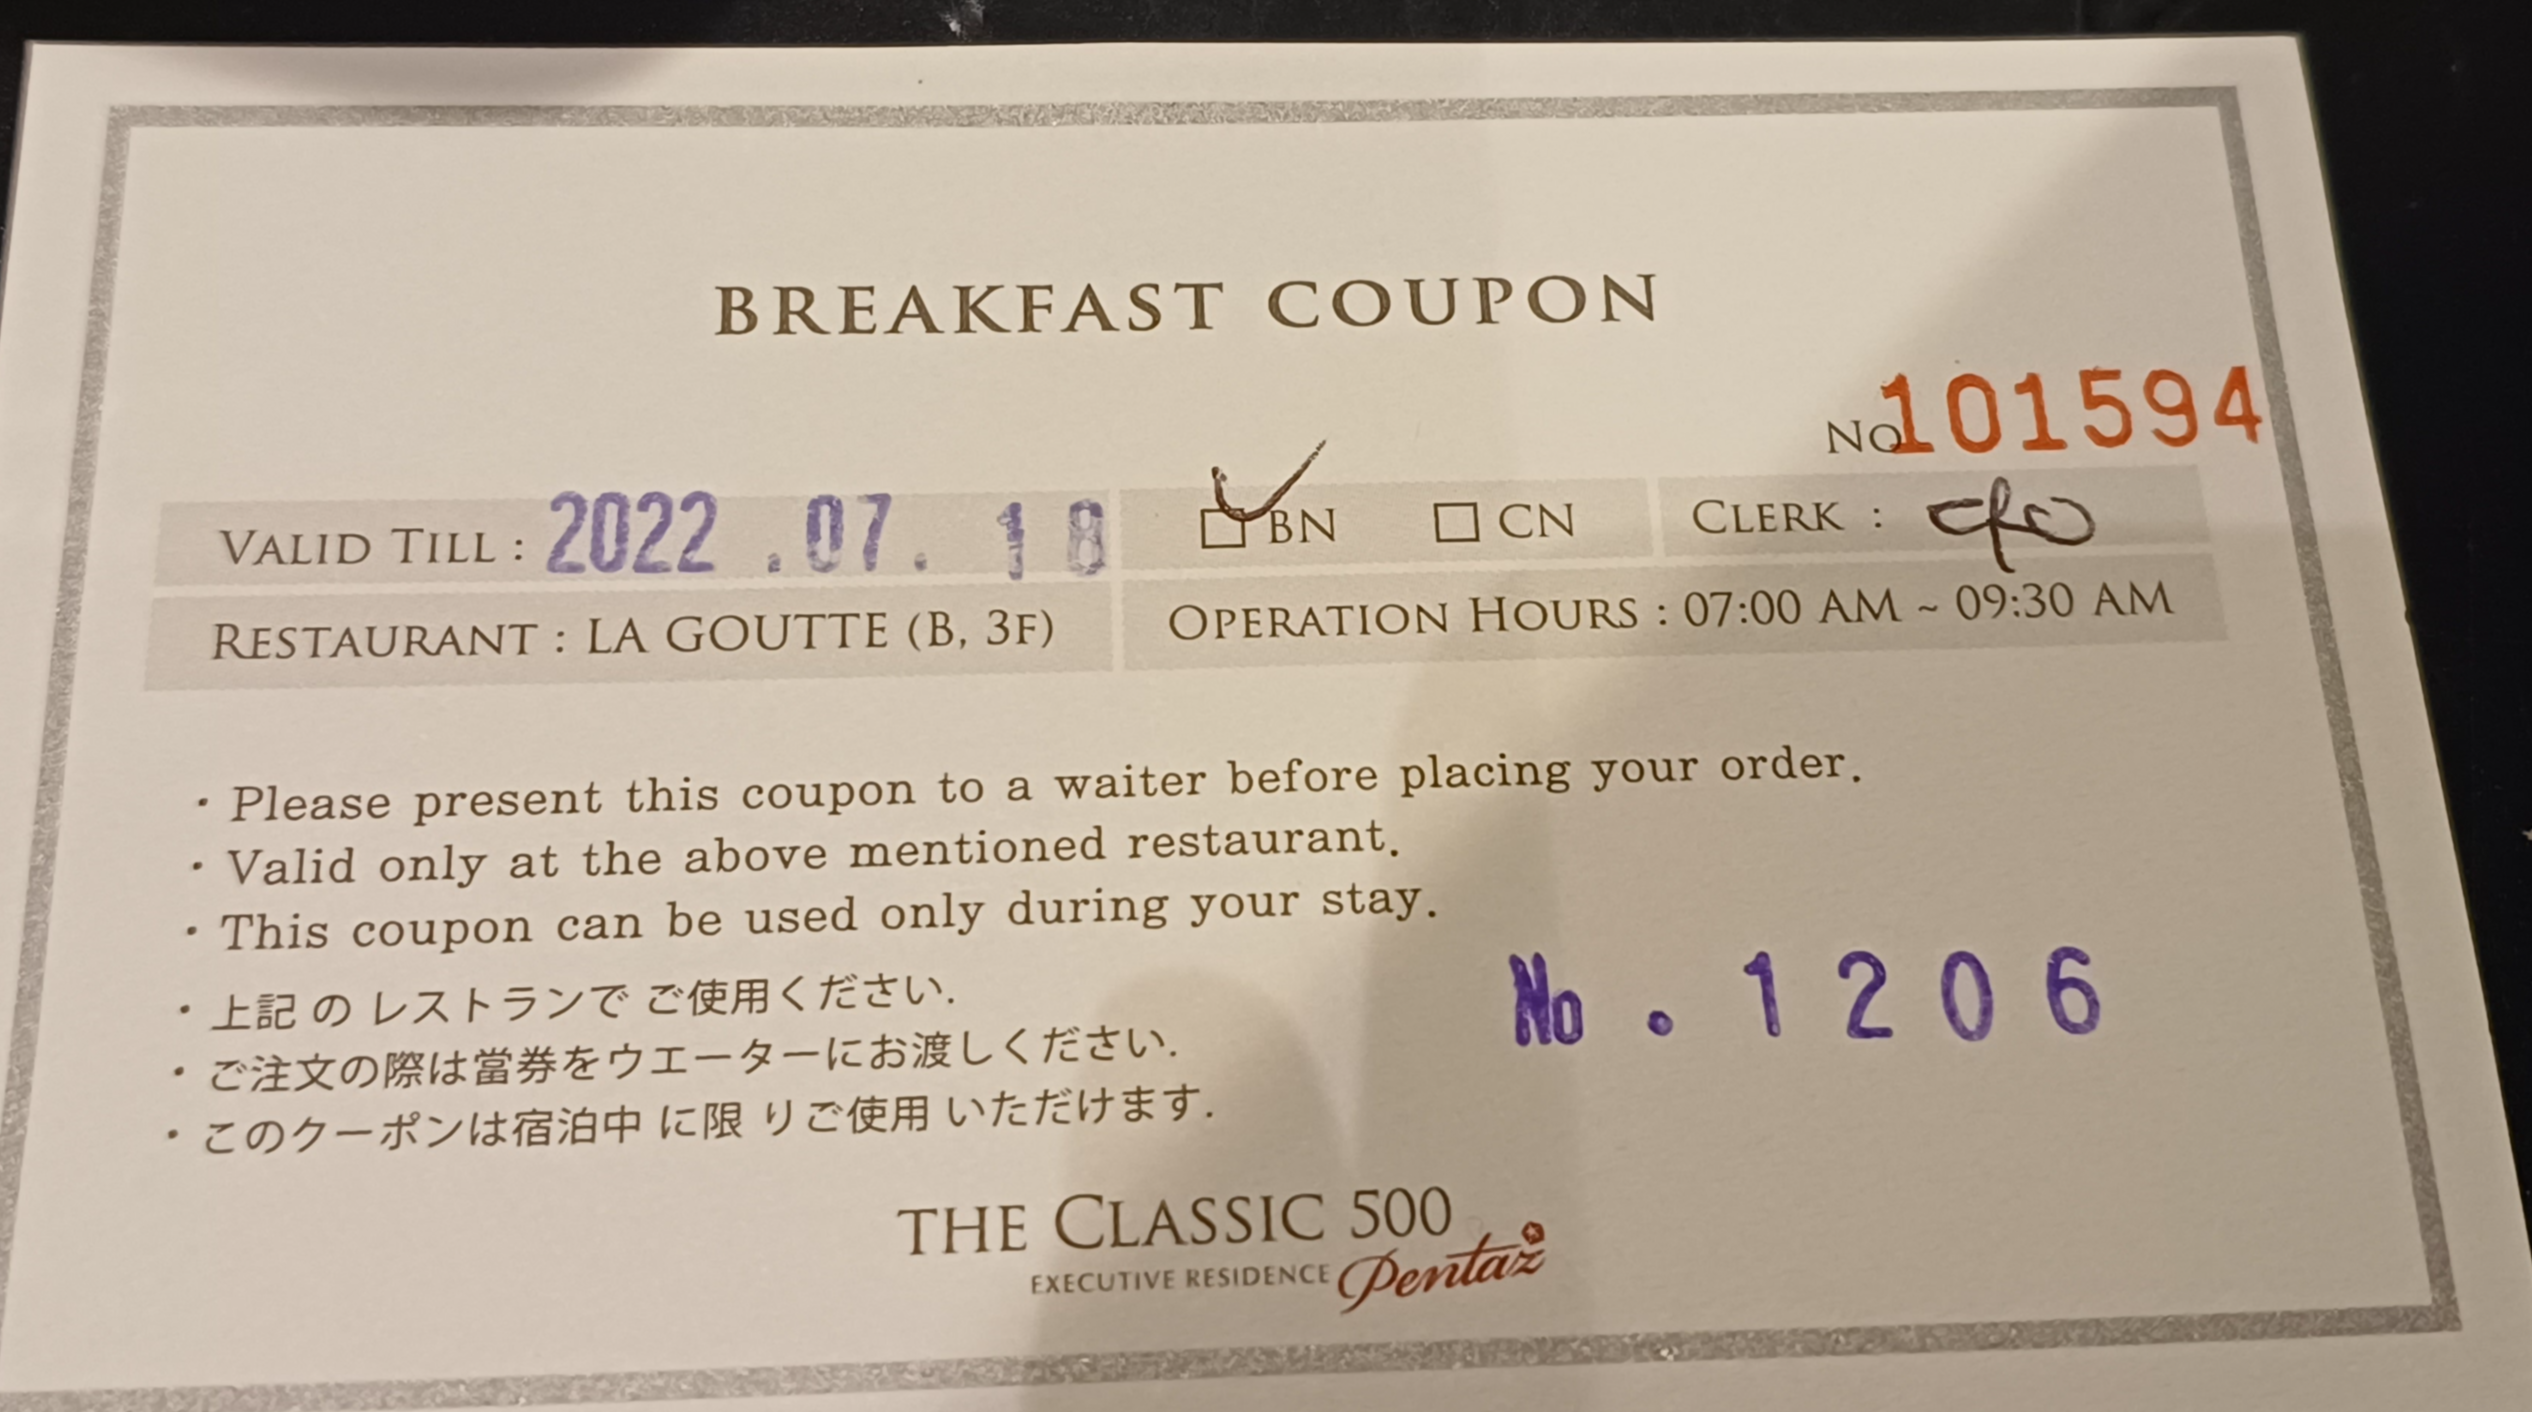 BREAKFAST COUPON
No 101594
VALID TILL : 2022 .07. 18 □ BN □ CN CLERK :
RESTAURANT : LA GOUTTE (B, 3F) OPERATION HOURS : 07:00 AM ~ 09:30 AM
· Please present this coupon to a waiter before placing your order.
· Valid only at the above mentioned restaurant.
· This coupon can be used only during your stay.
· 上記 の レストランで ご使用ください.
· ご注文の際は當券をウエーターにお渡しください.
· このクーポンは宿泊中 に限 りご使用 いただけます.
No . 1206
THE CLASSIC 500
EXECUTIVE RESIDENCE Pentaz